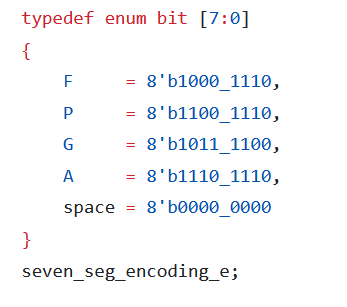 typedef enum bit [7:0]
{
    F     = 8'b1000_1110,
    P     = 8'b1100_1110,
    G     = 8'b1011_1100,
    A     = 8'b1110_1110,
    space = 8'b0000_0000
}
seven_seg_encoding_e;